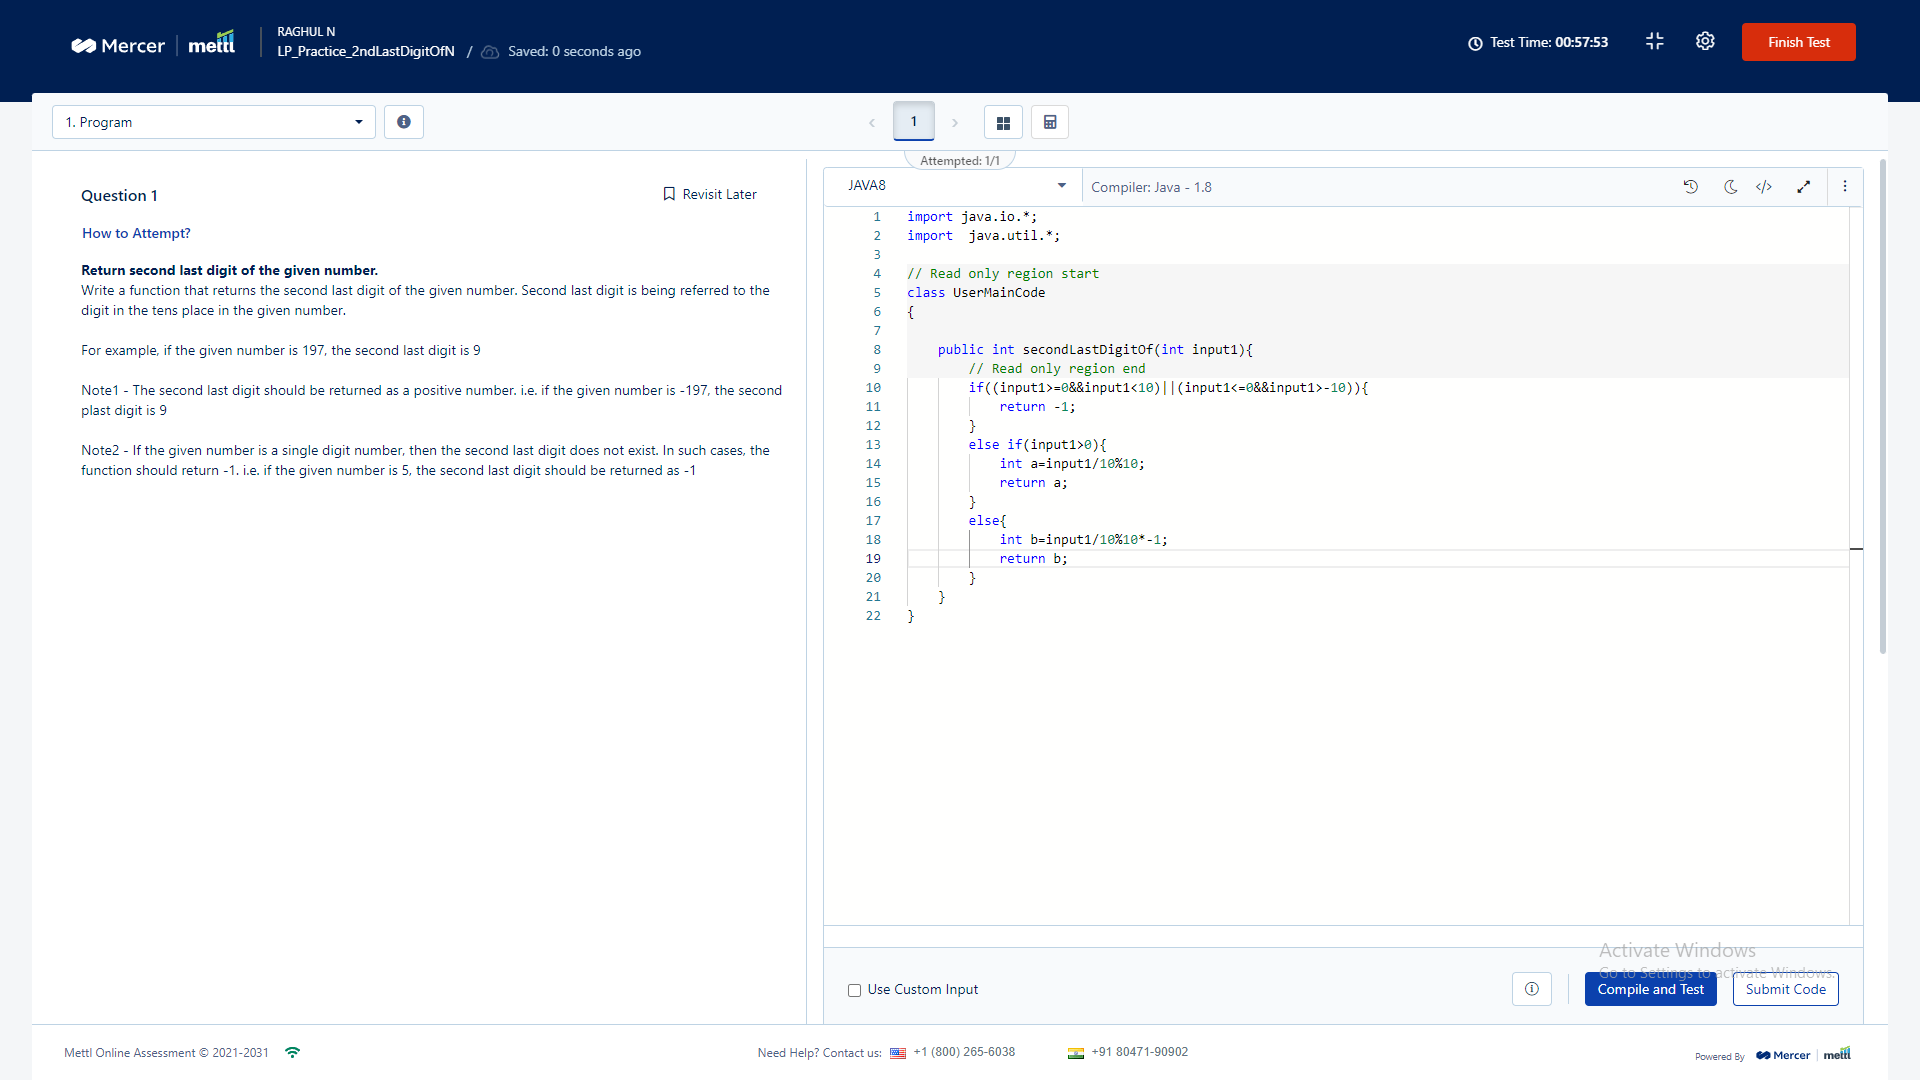 Mercer mettl
RAGHUL N
LP_Practice_2ndLastDigitOfN / Saved: 0 seconds ago
Test Time: 00:57:53
Finish Test
1. Program
1
Attempted: 1/1
Question 1
Revisit Later
How to Attempt?
Return second last digit of the given number.
Write a function that returns the second last digit of the given number. Second last digit is being referred to the
digit in the tens place in the given number.
For example, if the given number is 197, the second last digit is 9
Note1 - The second last digit should be returned as a positive number. i.e. if the given number is -197, the second
plast digit is 9
Note2 - If the given number is a single digit number, then the second last digit does not exist. In such cases, the
function should return -1. i.e. if the given number is 5, the second last digit should be returned as -1
JAVA8
Compiler: Java - 1.8
1 import java.io.*;
2 import  java.util.*;
3
4 // Read only region start
5 class UserMainCode
6 {
7
8     public int secondLastDigitOf(int input1){
9         // Read only region end
10         if((input1>=0&&input1<10)||(input1<=0&&input1>-10)){
11             return -1;
12         }
13         else if(input1>0){
14             int a=input1/10%10;
15             return a;
16         }
17         else{
18             int b=input1/10%10*-1;
19             return b;
20         }
21     }
22 }
Activate Windows
Go to Settings to activate Windows.
Use Custom Input
Compile and Test
Submit Code
Mettl Online Assessment © 2021-2031
Need Help? Contact us: +1 (800) 265-6038
+91 80471-90902
Powered By Mercer mettl